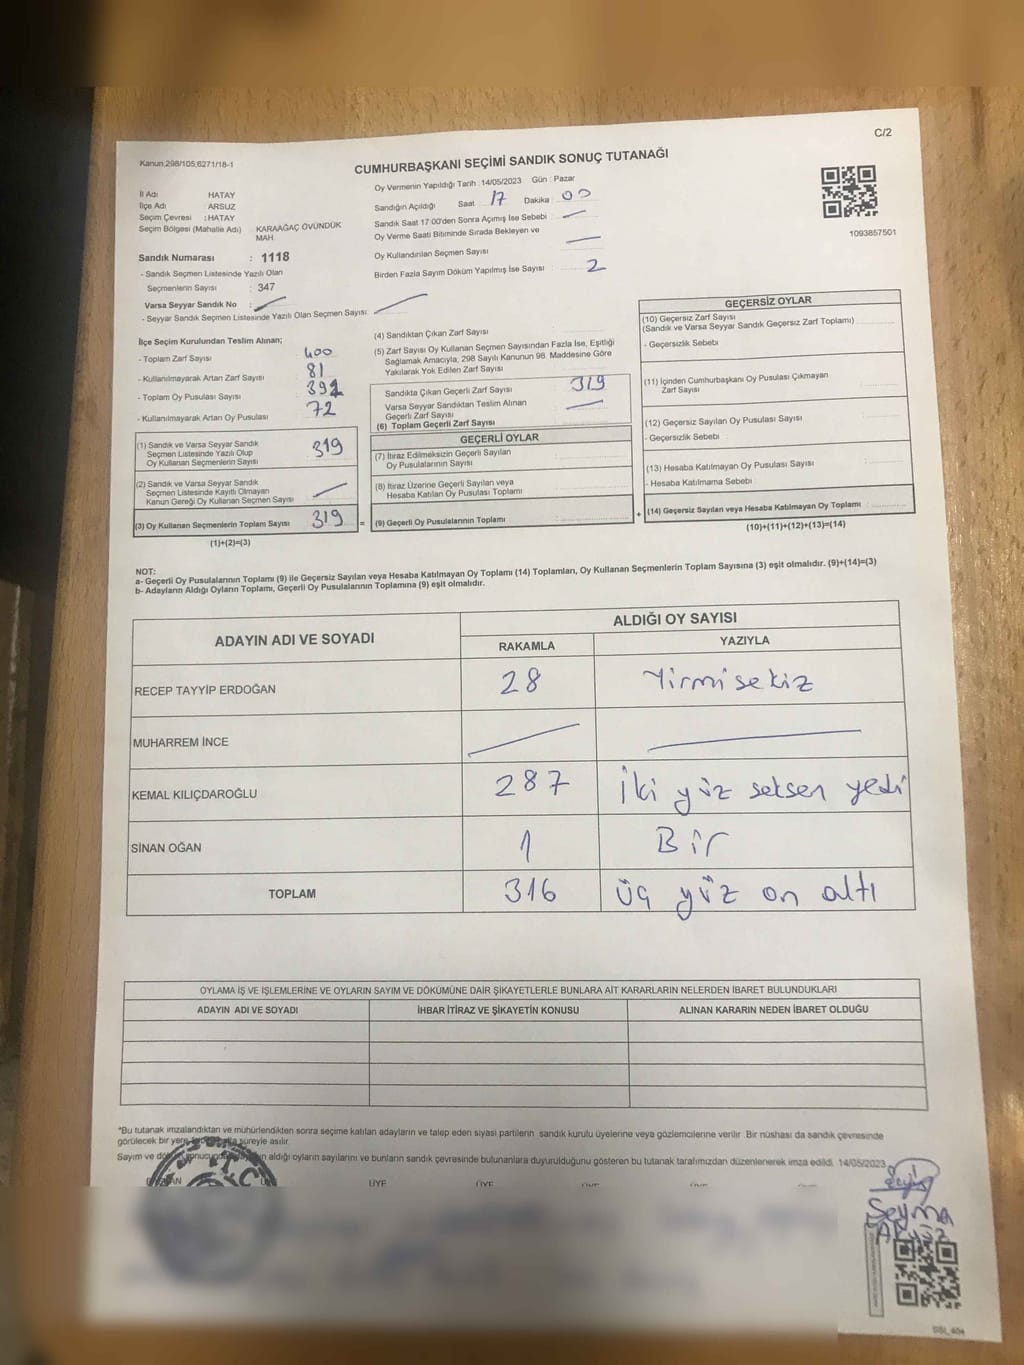 C/2
Kanun 298/105;6271/18-1
CUMHURBAŞKANI SEÇİMİ SANDIK SONUÇ TUTANAĞI
İl Adı HATAY
İlçe Adı ARSUZ
Seçim Çevresi : HATAY
Seçim Bölgesi (Mahalle Adı) KARAAĞAÇ ÖVÜNDÜK MAH.
Sandık Numarası : 1118
- Sandık Seçmen Listesinde Yazılı Olan
Seçmenlerin Sayısı : 347
Varsa Seyyar Sandık No :
- Seyyar Sandık Seçmen Listesinde Yazılı Olan Seçmen Sayısı
Oy Vermenin Yapıldığı Tarih : 14/05/2023 Gün : Pazar
Sandığın Açıldığı Saat 17 Dakika 00
Sandık Saat 17:00'den Sonra Açımış İse Sebebi
Oy Verme Saati Bitiminde Sırada Bekleyen ve
Oy Kullandırılan Seçmen Sayısı
Birden Fazla Sayım Döküm Yapılmış İse Sayısı 2
1093857501
İlçe Seçim Kurulundan Teslim Alınan;
- Toplam Zarf Sayısı 400
- Kullanılmayarak Artan Zarf Sayısı 81
- Toplam Oy Pusulası Sayısı 391
- Kullanılmayarak Artan Oy Pusulası 72
(1) Sandık ve Varsa Seyyar Sandık
Seçmen Listesinde Yazılı Olup
Oy Kullanan Seçmenlerin Sayısı 319
(2) Sandık ve Varsa Seyyar Sandık
Seçmen Listesinde Kayıtlı Olmayan
Kanun Gereği Oy Kullanan Seçmen Sayısı
(3) Oy Kullanan Seçmenlerin Toplam Sayısı 319
(1)+(2)=(3)
=
(4) Sandıktan Çıkan Zarf Sayısı
(5) Zarf Sayısı Oy Kullanan Seçmen Sayısından Fazla İse, Eşitliği
Sağlamak Amacıyla; 298 Sayılı Kanunun 98. Maddesine Göre
Yakılarak Yok Edilen Zarf Sayısı
Sandıkta Çıkan Geçerli Zarf Sayısı 319
Varsa Seyyar Sandıktan Teslim Alınan
Geçerli Zarf Sayısı
(6) Toplam Geçerli Zarf Sayısı
GEÇERLİ OYLAR
(7) İtiraz Edilmeksizin Geçerli Sayılan
Oy Pusulalarının Sayısı
(8) İtiraz Üzerine Geçerli Sayılan veya
Hesaba Katılan Oy Pusulası Toplamı
(9) Geçerli Oy Pusulalarının Toplamı
+
GEÇERSİZ OYLAR
(10) Geçersiz Zarf Sayısı
(Sandık ve Varsa Seyyar Sandık Geçersiz Zarf Toplamı)
- Geçersizlik Sebebi
(11) İçinden Cumhurbaşkanı Oy Pusulası Çıkmayan
Zarf Sayısı
(12) Geçersiz Sayılan Oy Pusulası Sayısı
- Geçersizlik Sebebi
(13) Hesaba Katılmayan Oy Pusulası Sayısı
- Hesaba Katılmama Sebebi
(14) Geçersiz Sayılan veya Hesaba Katılmayan Oy Toplamı
(10)+(11)+(12)+(13)=(14)
NOT:
a- Geçerli Oy Pusulalarının Toplamı (9) ile Geçersiz Sayılan veya Hesaba Katılmayan Oy Toplamı (14) Toplamları, Oy Kullanan Seçmenlerin Toplam Sayısına (3) eşit olmalıdır. (9)+(14)=(3)
b- Adayların Aldığı Oyların Toplamı, Geçerli Oy Pusulalarının Toplamına (9) eşit olmalıdır.
ADAYIN ADI VE SOYADI ALDIĞI OY SAYISI
RAKAMLA YAZIYLA
RECEP TAYYİP ERDOĞAN 28 Yirmi sekiz
MUHARREM İNCE
KEMAL KILIÇDAROĞLU 287 İki yüz seksen yedi
SİNAN OĞAN 1 Bir
TOPLAM 316 üç yüz on altı
OYLAMA İŞ VE İŞLEMLERİNE VE OYLARIN SAYIM VE DÖKÜMÜNE DAİR ŞİKAYETLERLE BUNLARA AİT KARARLARIN NELERDEN İBARET BULUNDUKLARI
ADAYIN ADI VE SOYADI İHBAR İTİRAZ VE ŞİKAYETİN KONUSU ALINAN KARARIN NEDEN İBARET OLDUĞU
*Bu tutanak imzalandıktan ve mühürlendikten sonra seçime katılan adayların ve talep eden siyasi partilerin sandık kurulu üyelerine veya gözlemcilerine verilir. Bir nüshası da sandık çevresinde
görülecek bir yere süreyle asılır.
Sayım ve aldığı oyların sayılarını ve bunların sandık çevresinde bulunanlara duyurulduğunu gösteren bu tutanak tarafımızdan düzenlenerek imza edildi. 14/05/2023
T.C.
ÜYE ÜYE
Şeyma